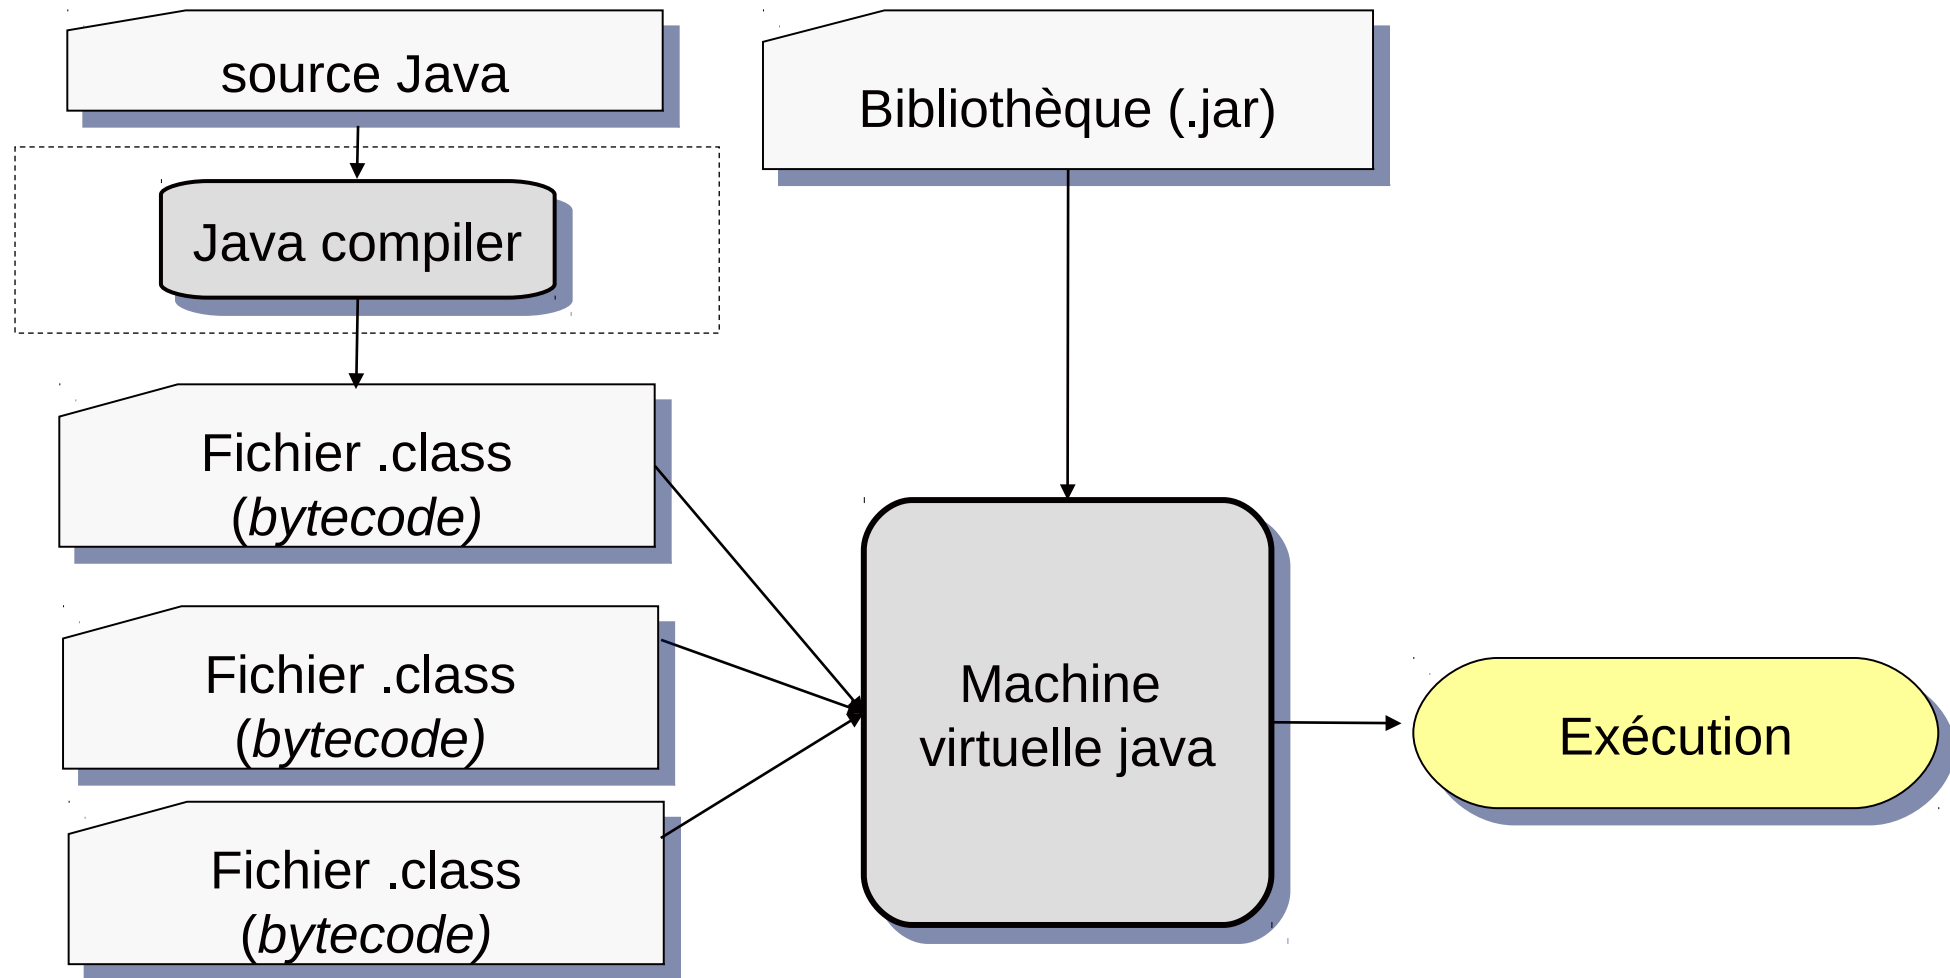 source Java
Bibliothèque (.jar)
Java compiler
Fichier .class
(bytecode)
Fichier .class
(bytecode)
Fichier .class
(bytecode)
Machine
virtuelle java
Exécution